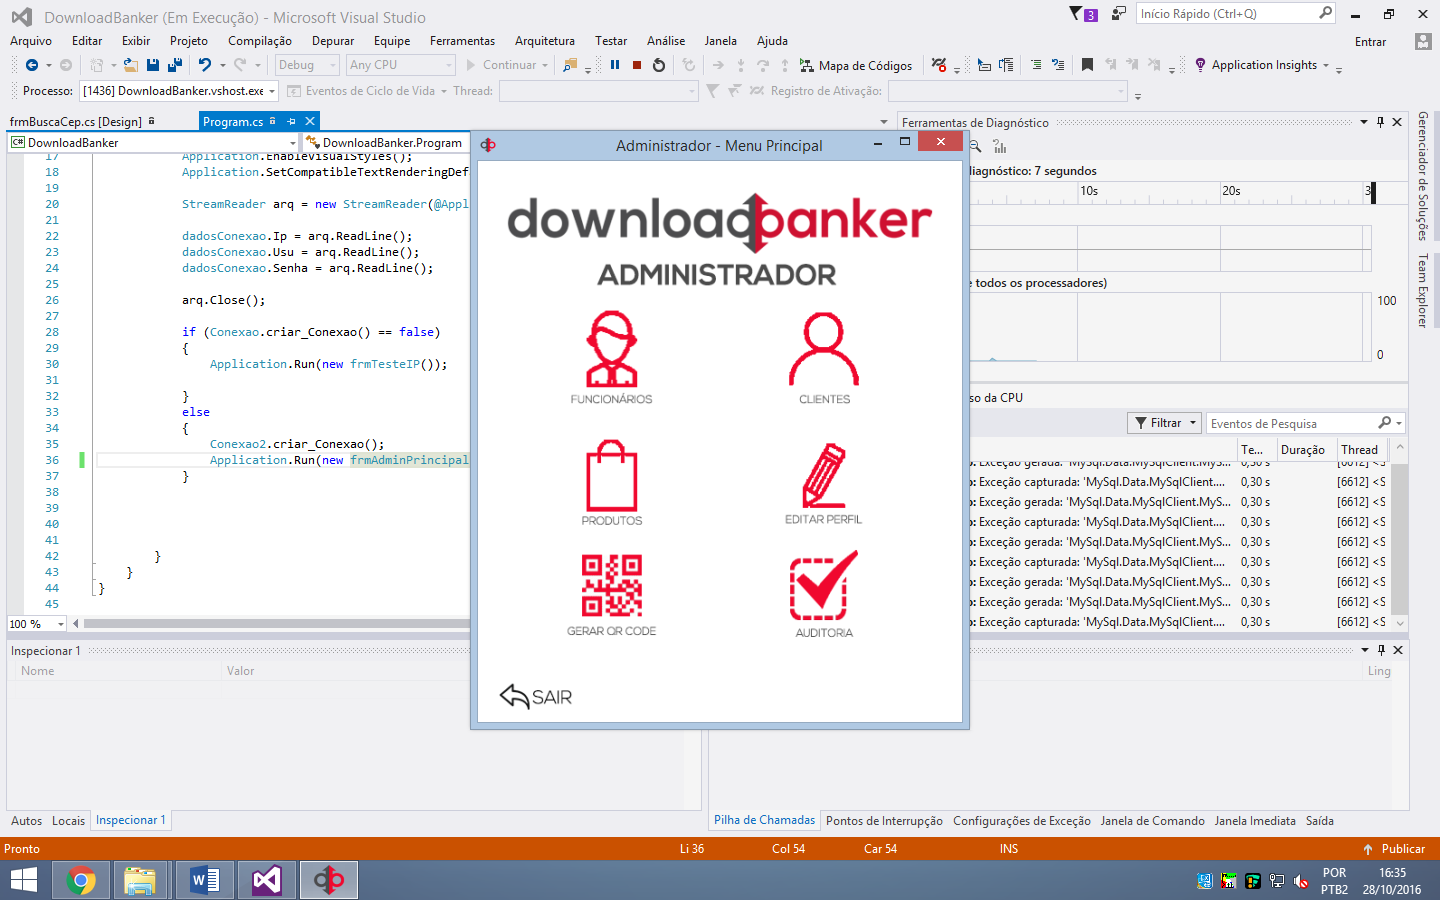 DownloadBanker (Em Execução) - Microsoft Visual Studio
3
Início Rápido (Ctrl+Q)
Arquivo Editar Exibir Projeto Compilação Depurar Equipe Ferramentas Arquitetura Testar Análise Janela Ajuda
Entrar
Debug Any CPU Continuar Mapa de Códigos Application Insights
Processo: [1436] DownloadBanker.vshost.exe Eventos de Ciclo de Vida Thread: Registro de Ativação:
frmBuscaCep.cs [Design] Program.cs
C# DownloadBanker DownloadBanker.Program
17 Application.EnableVisualStyles();
18 Application.SetCompatibleTextRenderingDef
19
20 StreamReader arq = new StreamReader(@Appl
21
22 dadosConexao.Ip = arq.ReadLine();
23 dadosConexao.Usu = arq.ReadLine();
24 dadosConexao.Senha = arq.ReadLine();
25
26 arq.Close();
27
28 if (Conexao.criar_Conexao() == false)
29 {
30 Application.Run(new frmTesteIP());
31
32 }
33 else
34 {
35 Conexao2.criar_Conexao();
36 Application.Run(new frmAdminPrincipal
37 }
38
39
40
41
42 }
43 }
44 }
45
100 %
Administrador - Menu Principal
downloadbanker
ADMINISTRADOR
FUNCIONÁRIOS CLIENTES
PRODUTOS EDITAR PERFIL
GERAR QR CODE AUDITORIA
SAIR
Ferramentas de Diagnóstico
diagnóstico: 7 segundos
10s 20s 3
e todos os processadores)
100
0
so da CPU
Filtrar Eventos de Pesquisa
Te... Duração Thread
o: Exceção gerada: 'MySql.Data.MySqlClient.MyS... 0,30 s [6612] <S
o: Exceção capturada: 'MySql.Data.MySqlClient.... 0,30 s [6612] <S
o: Exceção gerada: 'MySql.Data.MySqlClient.MyS... 0,30 s [6612] <S
o: Exceção capturada: 'MySql.Data.MySqlClient.... 0,30 s [6612] <S
o: Exceção gerada: 'MySql.Data.MySqlClient.MyS... 0,30 s [6612] <S
o: Exceção capturada: 'MySql.Data.MySqlClient.... 0,30 s [6612] <S
o: Exceção gerada: 'MySql.Data.MySqlClient.MyS... 0,30 s [6612] <S
o: Exceção gerada: 'MySql.Data.MySqlClient.MyS... 0,30 s [6612] <S
o: Exceção capturada: 'MySql.Data.MySqlClient.... 0,30 s [6612] <S
Gerenciador de Soluções
Team Explorer
Inspecionar 1
Nome Valor
Ling
Autos Locais Inspecionar 1
Pilha de Chamadas Pontos de Interrupção Configurações de Exceção Janela de Comando Janela Imediata Saída
Pronto Li 36 Col 54 Car 54 INS Publicar
POR 16:35
PTB2 28/10/2016